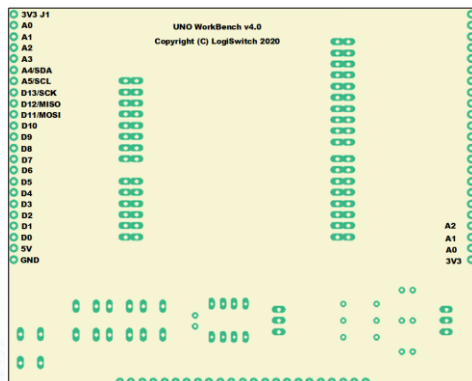 3V3 J1
A0
A1
A2
A3
A4/SDA
A5/SCL
D13/SCK
D12/MISO
D11/MOSI
D10
D9
D8
D7
D6
D5
D4
D3
D2
D1
D0
5V
GND
UNO WorkBench v4.0
Copyright (C) LogiSwitch 2020
A2
A1
A0
3V3